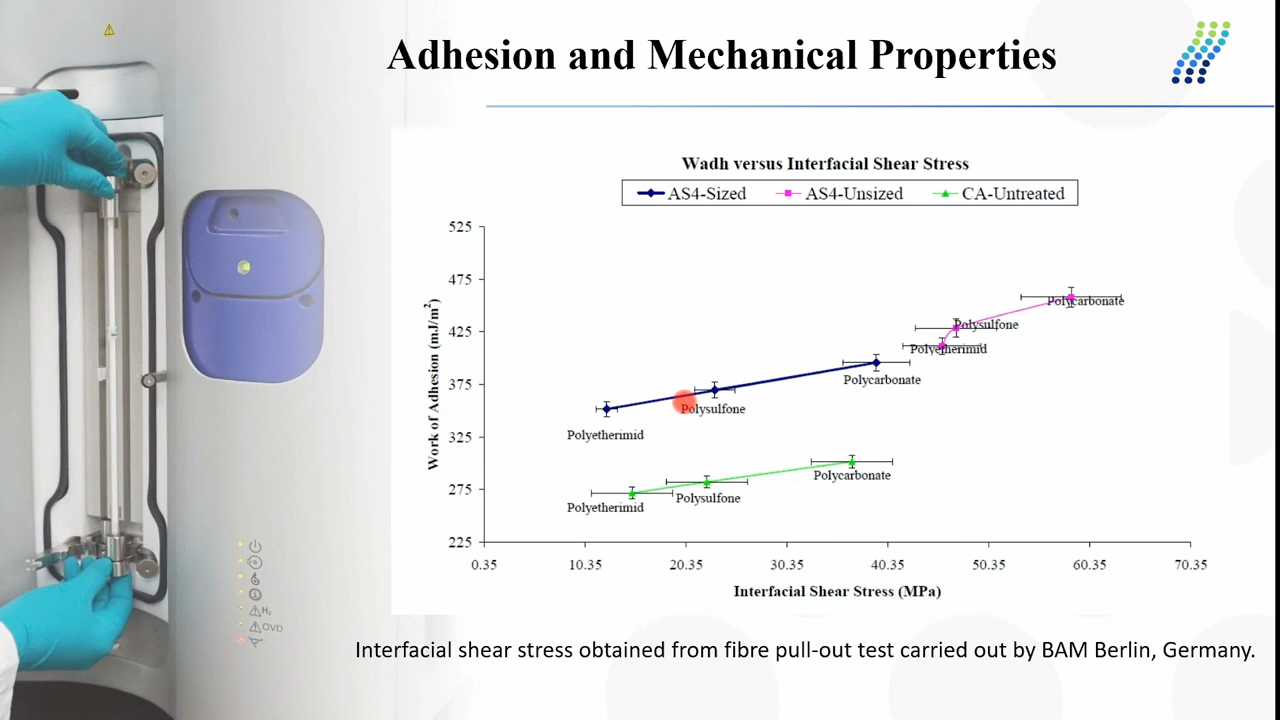 Adhesion and Mechanical Properties
Wadh versus Interfacial Shear Stress
AS4-Sized AS4-Unsized CA-Untreated
525
475
425
375
325
275
225
Work of Adhesion (mJ/m²)
Polycarbonate
Polysulfone
Polyetherimid
Polycarbonate
Polysulfone
Polyetherimid
Polycarbonate
Polysulfone
Polyetherimid
0.35 10.35 20.35 30.35 40.35 50.35 60.35 70.35
Interfacial Shear Stress (MPa)
H₂
OVD
Interfacial shear stress obtained from fibre pull-out test carried out by BAM Berlin, Germany.